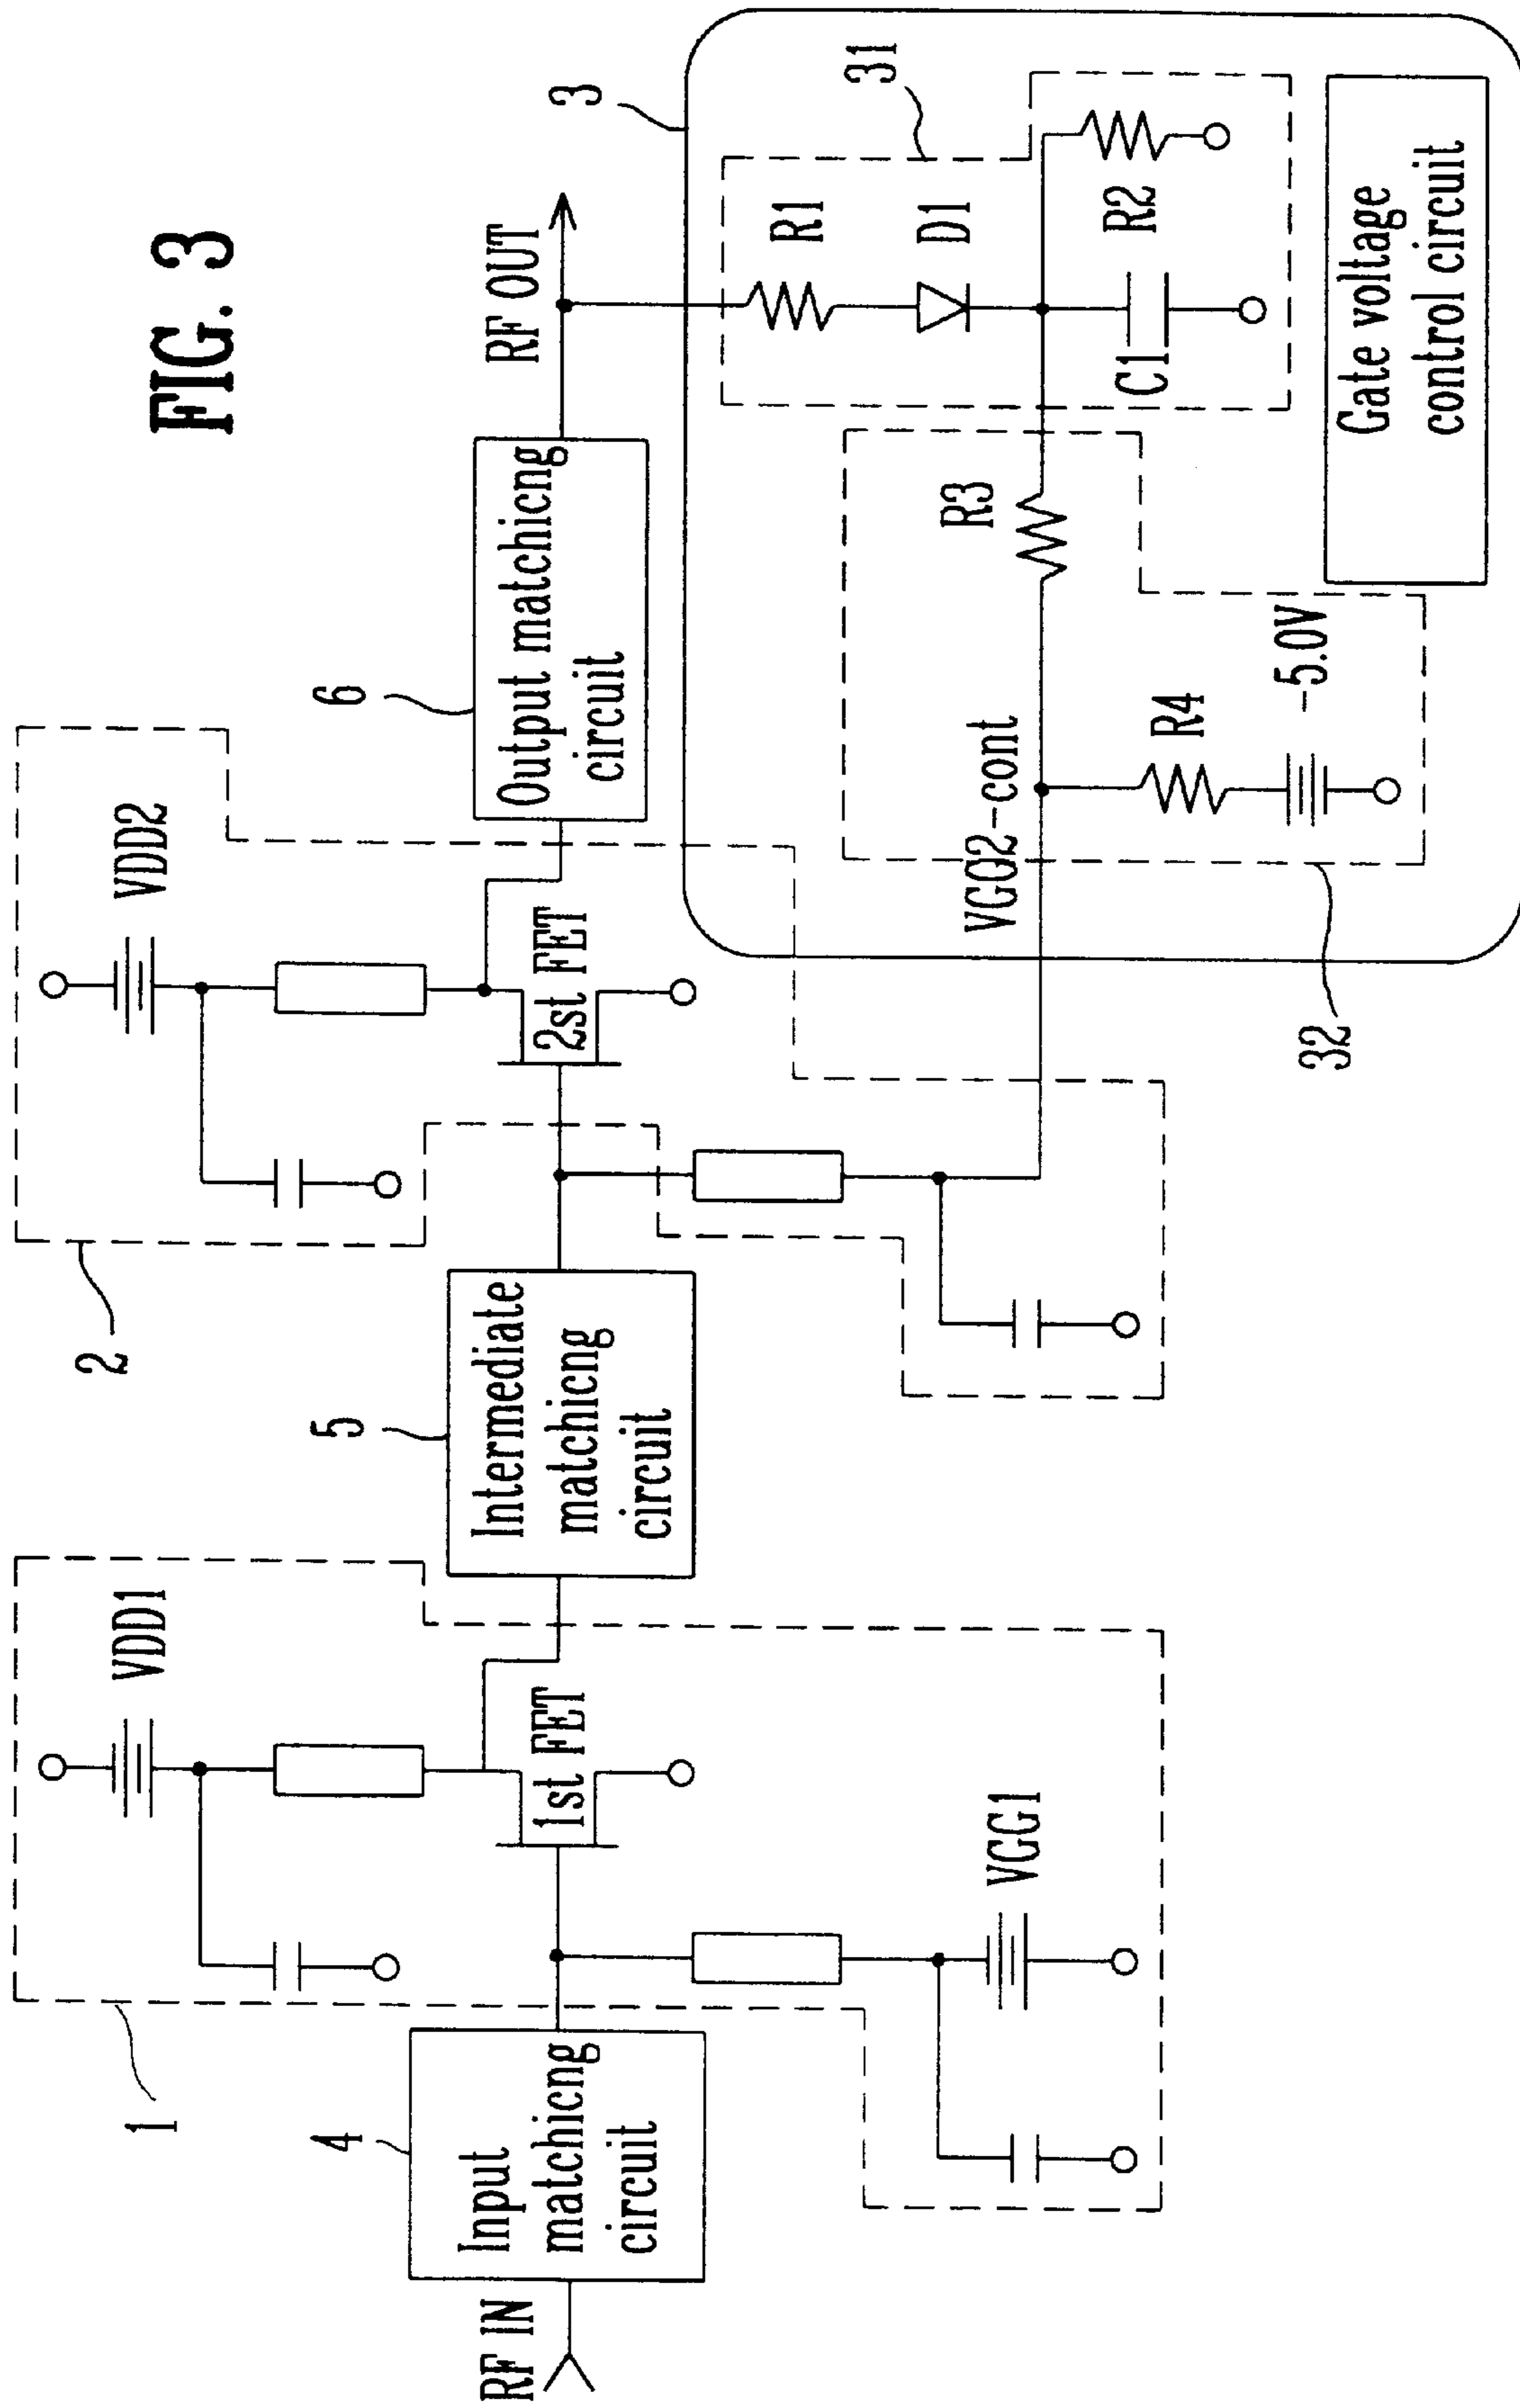 FIG. 3
RF IN
Input
matchicng
circuit
4
1
VDD1
1st FET
VGG1
Intermediate
matchicng
circuit
5
2
VDD2
2st FET
Output matchicng
circuit
6
RF OUT
3
31
R1
D1
C1
R2
R3
VGG2-cont
R4
-5.0V
32
Gate voltage
control circuit